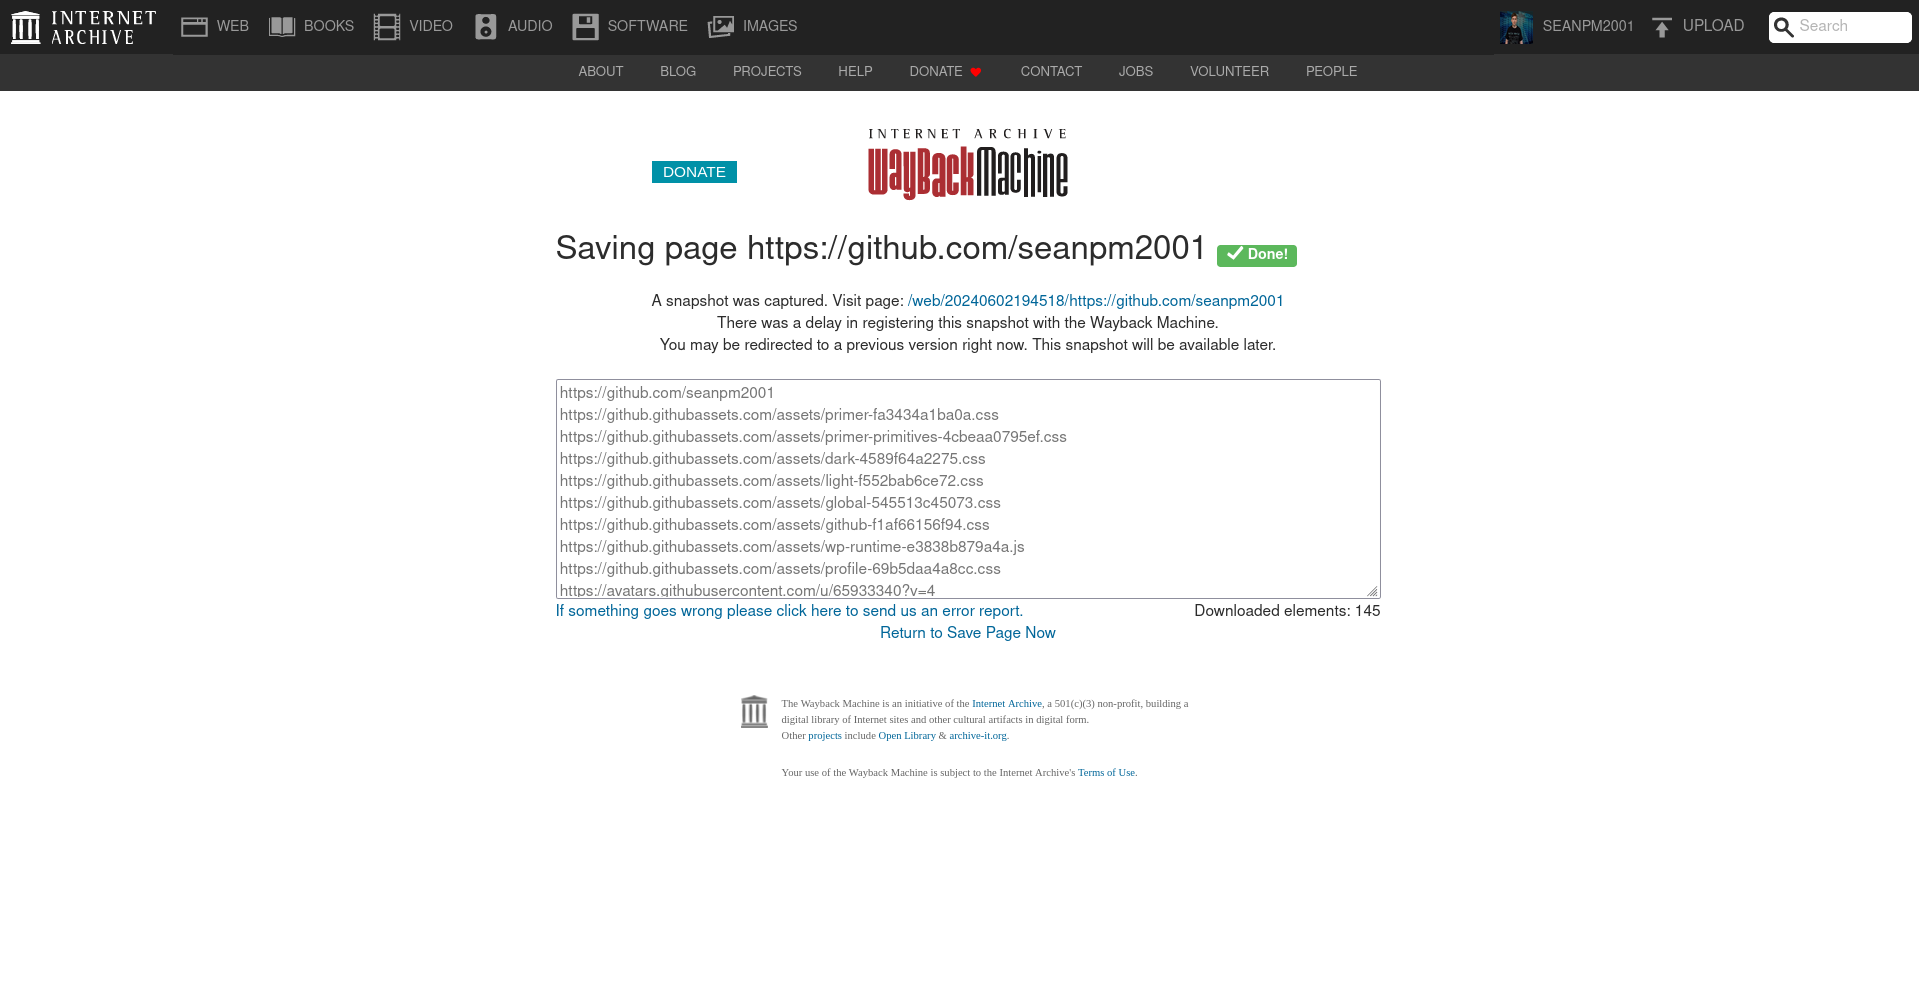 INTERNET
ARCHIVE
WEB BOOKS VIDEO AUDIO SOFTWARE IMAGES SEANPM2001 UPLOAD Search
ABOUT BLOG PROJECTS HELP DONATE CONTACT JOBS VOLUNTEER PEOPLE
INTERNET ARCHIVE
WayBackMachine
DONATE
Saving page https://github.com/seanpm2001 Done!
A snapshot was captured. Visit page: /web/20240602194518/https://github.com/seanpm2001
There was a delay in registering this snapshot with the Wayback Machine.
You may be redirected to a previous version right now. This snapshot will be available later.
https://github.com/seanpm2001
https://github.githubassets.com/assets/primer-fa3434a1ba0a.css
https://github.githubassets.com/assets/primer-primitives-4cbeaa0795ef.css
https://github.githubassets.com/assets/dark-4589f64a2275.css
https://github.githubassets.com/assets/light-f552bab6ce72.css
https://github.githubassets.com/assets/global-545513c45073.css
https://github.githubassets.com/assets/github-f1af66156f94.css
https://github.githubassets.com/assets/wp-runtime-e3838b879a4a.js
https://github.githubassets.com/assets/profile-69b5daa4a8cc.css
https://avatars.githubusercontent.com/u/65933340?v=4
If something goes wrong please click here to send us an error report. Downloaded elements: 145
Return to Save Page Now
The Wayback Machine is an initiative of the Internet Archive, a 501(c)(3) non-profit, building a
digital library of Internet sites and other cultural artifacts in digital form.
Other projects include Open Library & archive-it.org.
Your use of the Wayback Machine is subject to the Internet Archive's Terms of Use.